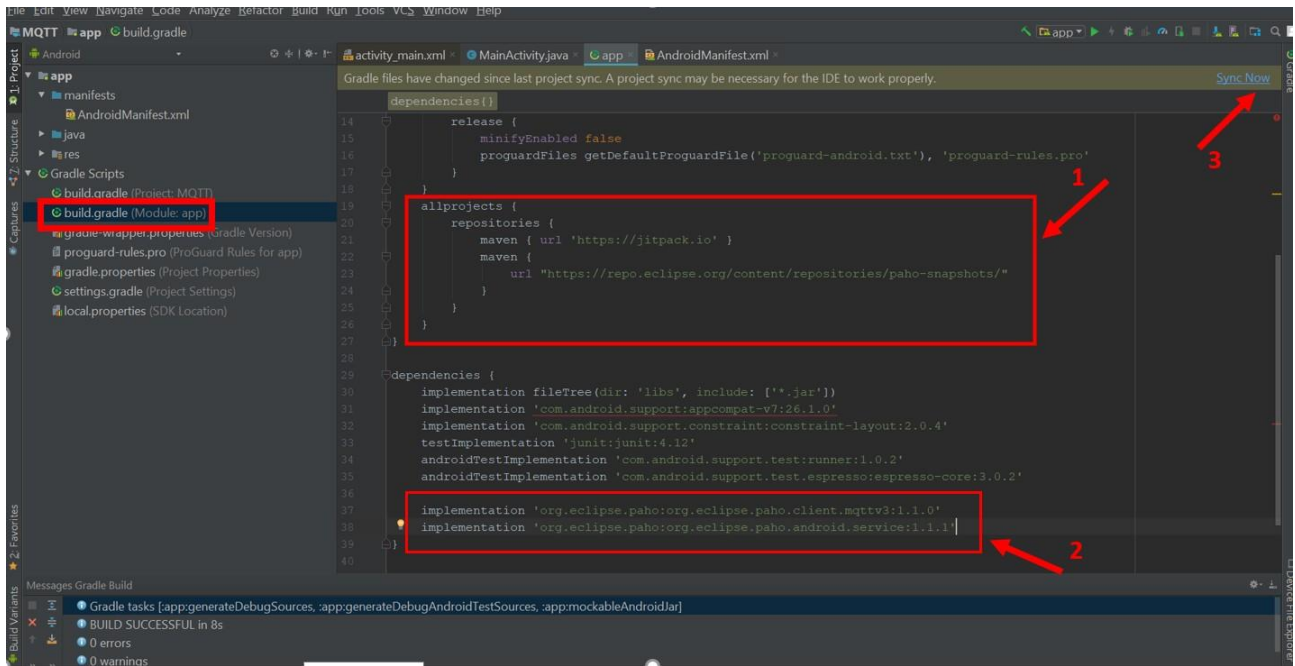 File Edit View Navigate Code Analyze Refactor Build Run Tools VCS Window Help
MQTT app build.gradle
app
Android
activity_main.xml MainActivity.java app AndroidManifest.xml
Gradle files have changed since last project sync. A project sync may be necessary for the IDE to work properly. Sync Now
dependencies{}
1: Project
7: Structure
Captures
2: Favorites
Build Variants
app
manifests
AndroidManifest.xml
java
res
Gradle Scripts
build.gradle (Project: MQTT)
build.gradle (Module: app)
gradle-wrapper.properties (Gradle Version)
proguard-rules.pro (ProGuard Rules for app)
gradle.properties (Project Properties)
settings.gradle (Project Settings)
local.properties (SDK Location)
14 release {
15 minifyEnabled false
16 proguardFiles getDefaultProguardFile('proguard-android.txt'), 'proguard-rules.pro'
17 }
18 }
19 allprojects {
20 repositories {
21 maven { url 'https://jitpack.io' }
22 maven {
23 url "https://repo.eclipse.org/content/repositories/paho-snapshots/"
24 }
25 }
26 }
27 }
28
29 dependencies {
30 implementation fileTree(dir: 'libs', include: ['*.jar'])
31 implementation 'com.android.support:appcompat-v7:26.1.0'
32 implementation 'com.android.support.constraint:constraint-layout:2.0.4'
33 testImplementation 'junit:junit:4.12'
34 androidTestImplementation 'com.android.support.test:runner:1.0.2'
35 androidTestImplementation 'com.android.support.test.espresso:espresso-core:3.0.2'
36
37 implementation 'org.eclipse.paho:org.eclipse.paho.client.mqttv3:1.1.0'
38 implementation 'org.eclipse.paho:org.eclipse.paho.android.service:1.1.1'
39 }
40
1
2
3
Gradle
Device File Explorer
Messages Gradle Build
Gradle tasks [:app:generateDebugSources, :app:generateDebugAndroidTestSources, :app:mockableAndroidJar]
BUILD SUCCESSFUL in 8s
0 errors
0 warnings